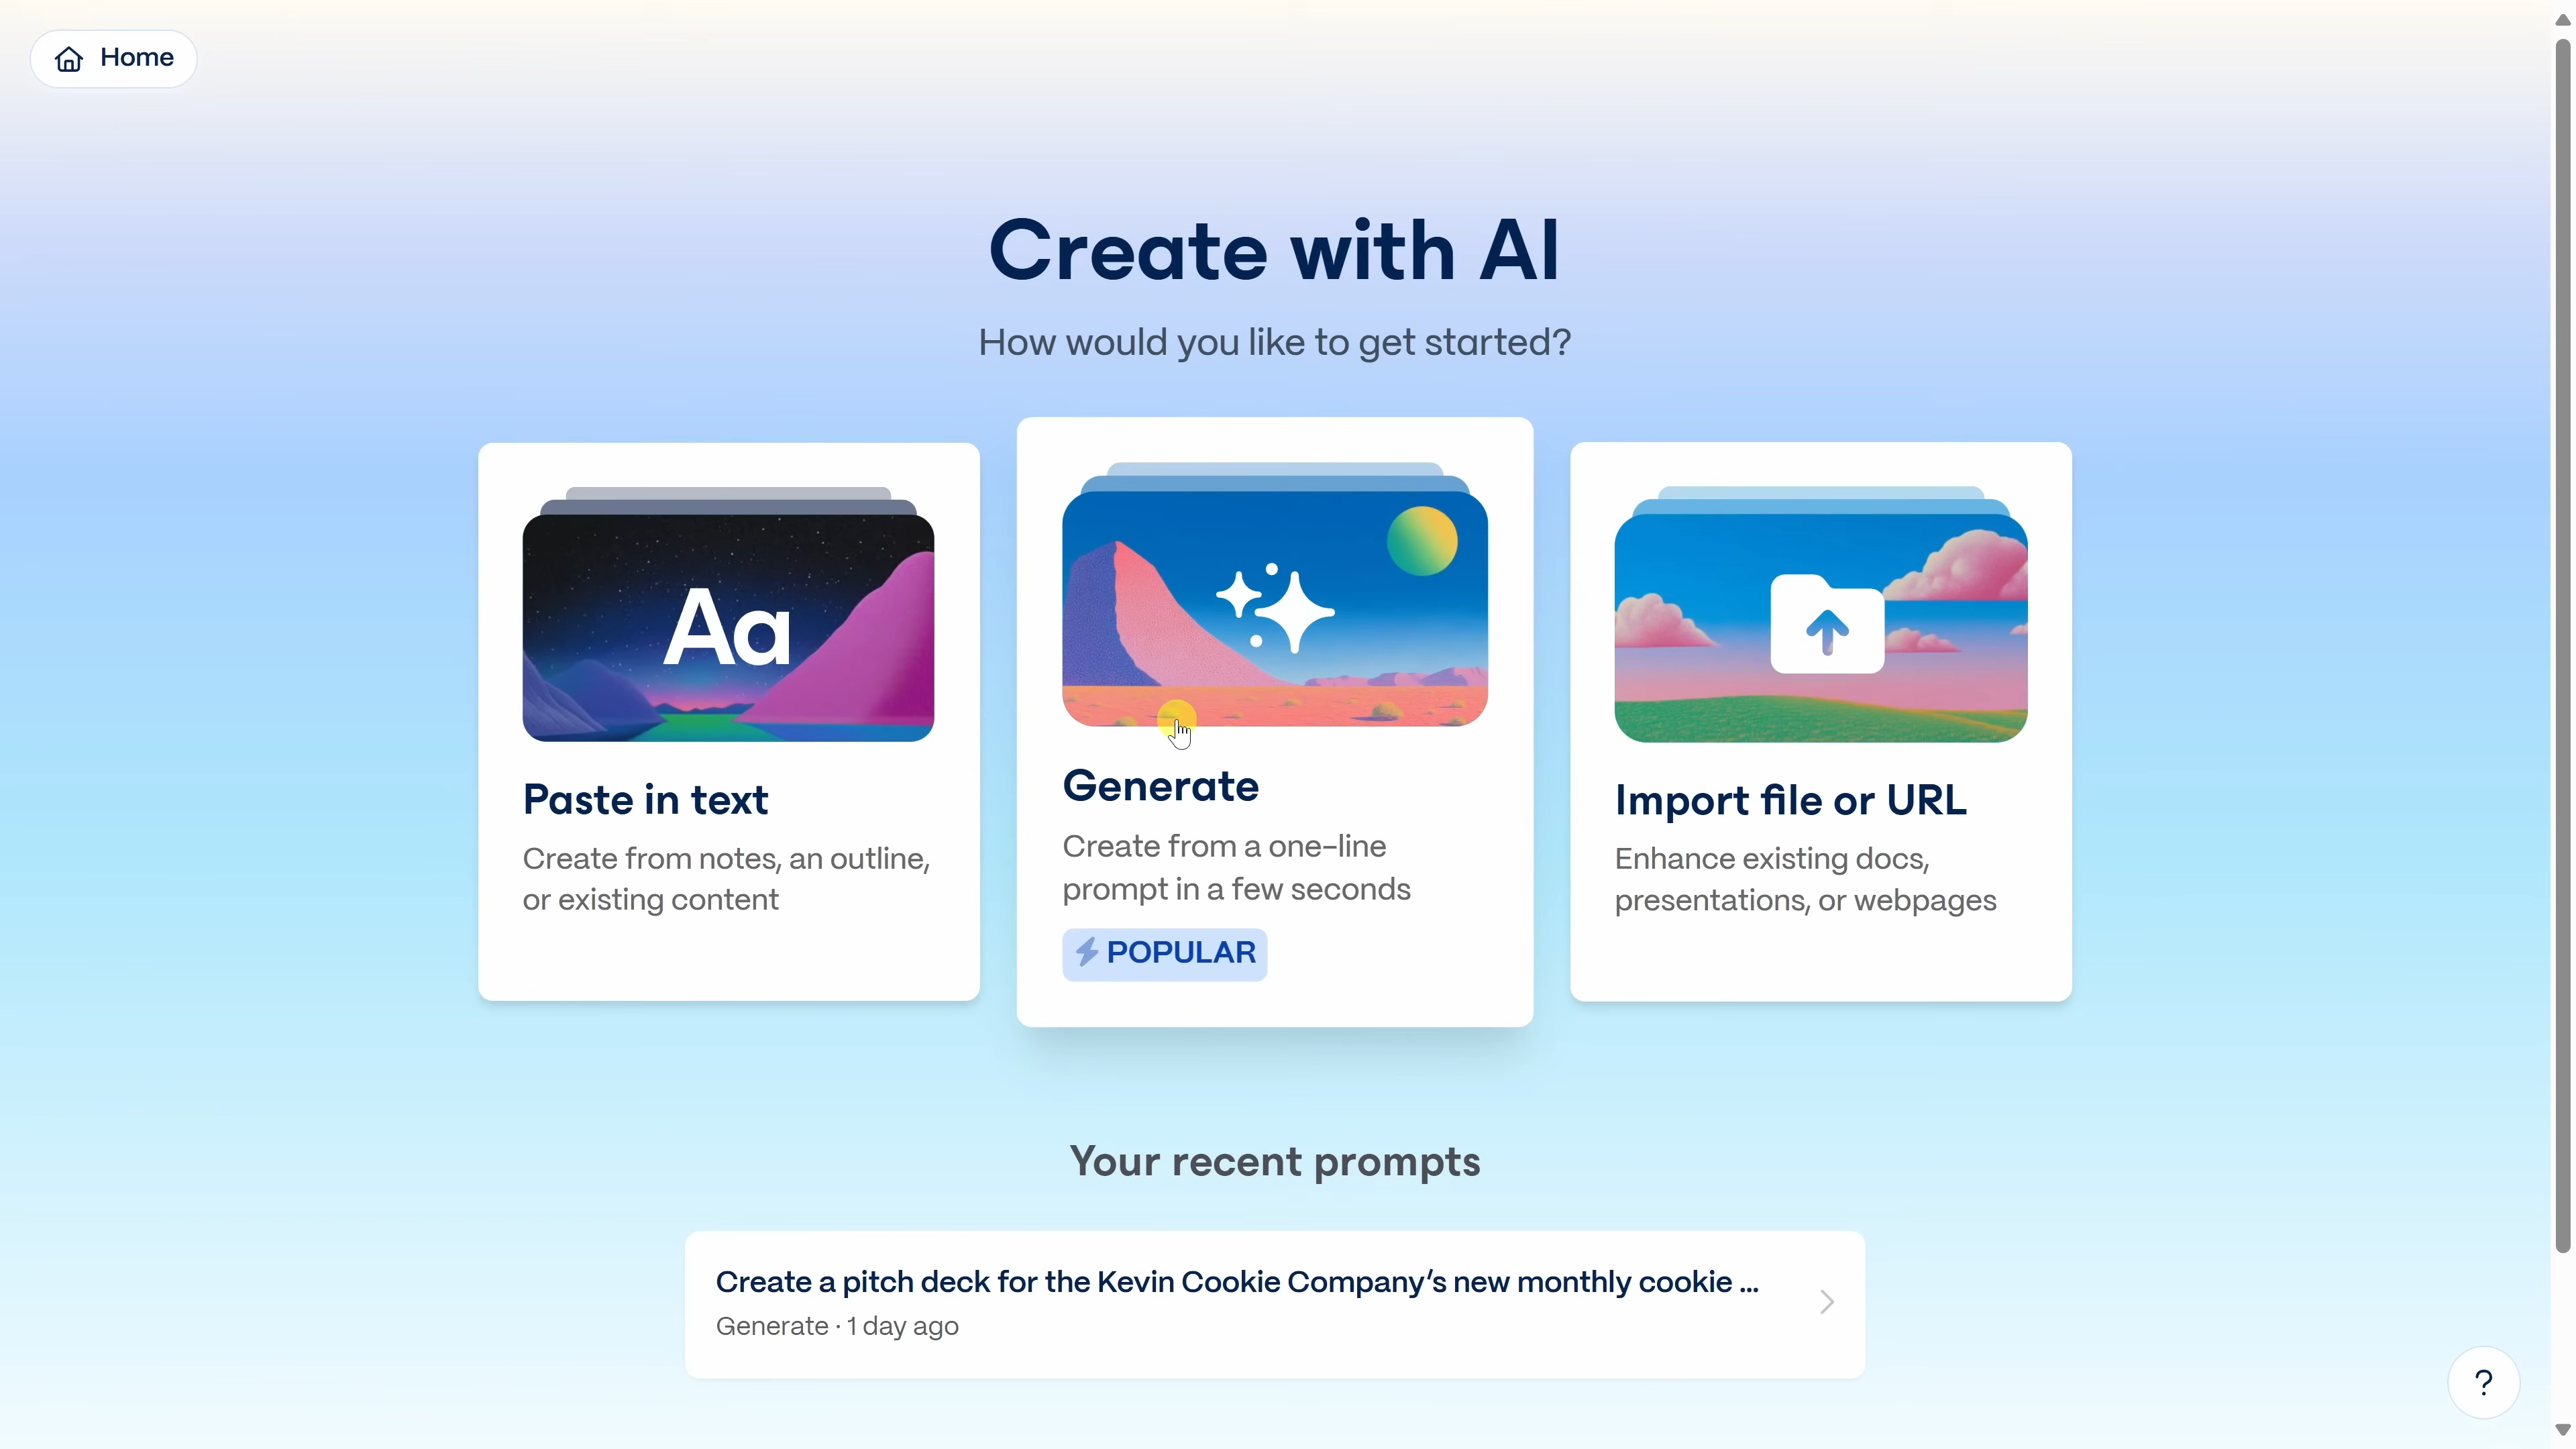 Home
Create with AI
How would you like to get started?
Aa
Paste in text
Create from notes, an outline,
or existing content
Generate
Create from a one-line
prompt in a few seconds
POPULAR
Import file or URL
Enhance existing docs,
presentations, or webpages
Your recent prompts
Create a pitch deck for the Kevin Cookie Company's new monthly cookie ...
Generate · 1 day ago
?